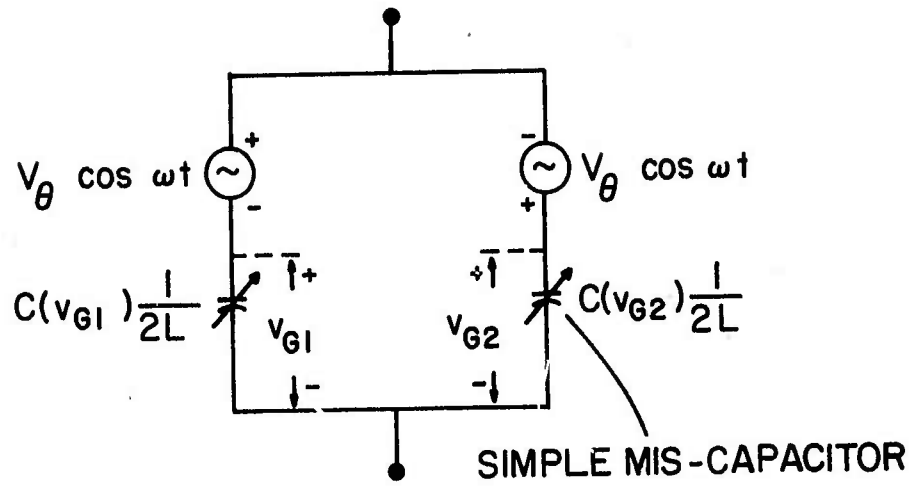 +
-
V_θ cos ωt
V_θ cos ωt
-
+
C(v_G1) 1/2L
+
v_G1
-
+
v_G2
-
C(v_G2) 1/2L
SIMPLE MIS-CAPACITOR